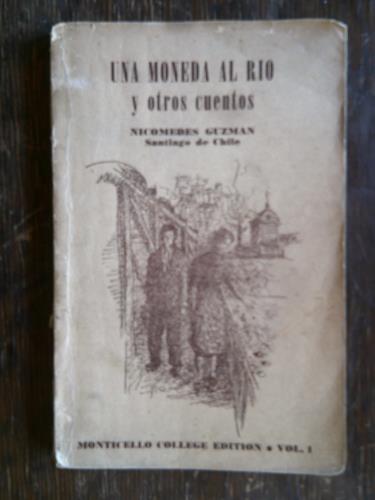 UNA MONEDA AL RIO
y otros cuentos
NICOMEDES GUZMAN
Santiago de Chile
MONTICELLO COLLEGE EDITION • VOL. 1